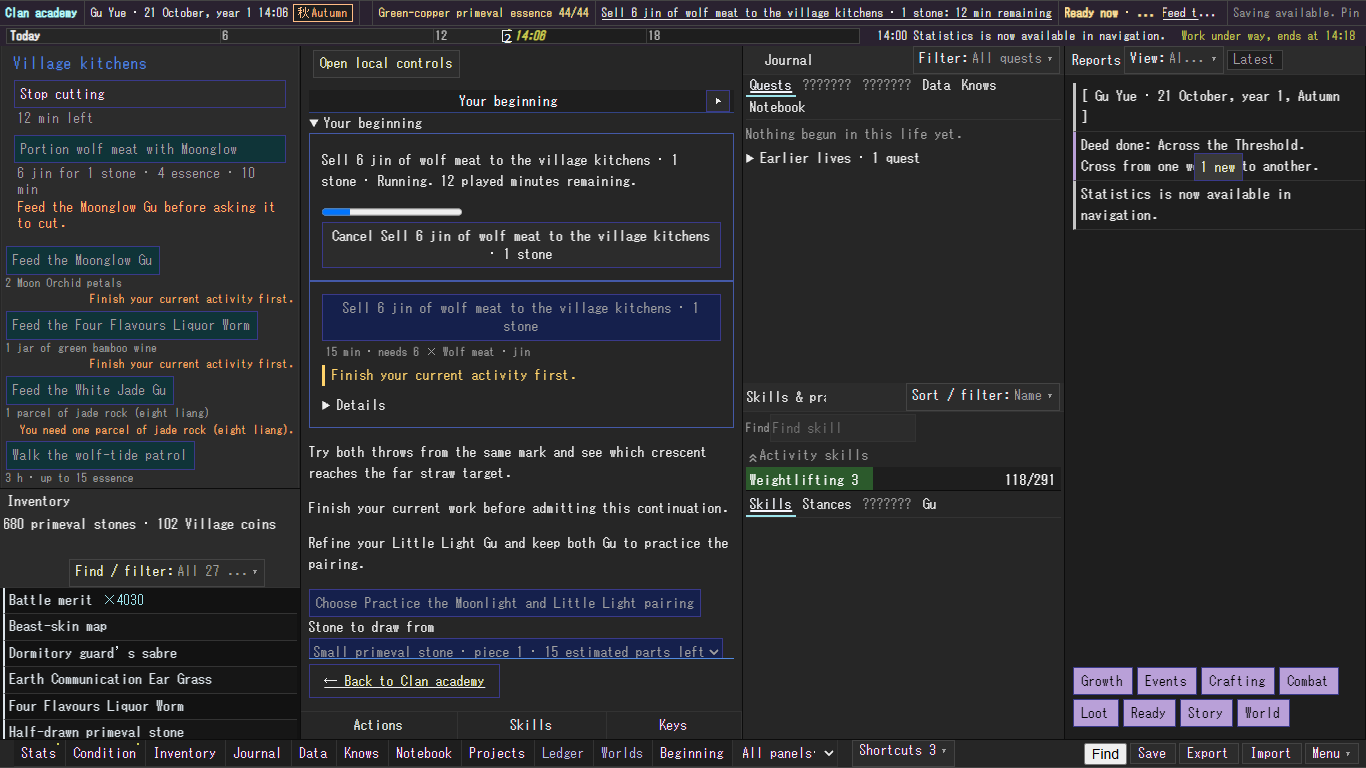 Clan academy Gu Yue · 21 October, year 1 14:06 秋Autumn Green-copper primeval essence 44/44 Sell 6 jin of wolf meat to the village kitchens · 1 stone: 12 min remaining Ready now · ... Feed t... Saving available. Pin
Today 6 12 14:06 18 14:00 Statistics is now available in navigation. Work under way, ends at 14:18
Village kitchens
Stop cutting
12 min left
Portion wolf meat with Moonglow
6 jin for 1 stone · 4 essence · 10
min
Feed the Moonglow Gu before asking it
to cut.
Feed the Moonglow Gu
2 Moon Orchid petals
Finish your current activity first.
Feed the Four Flavours Liquor Worm
1 jar of green bamboo wine
Finish your current activity first.
Feed the White Jade Gu
1 parcel of jade rock (eight liang)
You need one parcel of jade rock (eight liang).
Walk the wolf-tide patrol
3 h · up to 15 essence
Inventory
680 primeval stones · 102 Village coins
Find / filter: All 27 ... ▾
Battle merit ×4030
Beast-skin map
Dormitory guard's sabre
Earth Communication Ear Grass
Four Flavours Liquor Worm
Half-drawn primeval stone
Open local controls
Your beginning ▸
▼ Your beginning
Sell 6 jin of wolf meat to the village kitchens · 1
stone · Running. 12 played minutes remaining.
Cancel Sell 6 jin of wolf meat to the village kitchens
· 1 stone
Sell 6 jin of wolf meat to the village kitchens · 1
stone
15 min · needs 6 × Wolf meat · jin
Finish your current activity first.
▶ Details
Try both throws from the same mark and see which crescent
reaches the far straw target.
Finish your current work before admitting this continuation.
Refine your Little Light Gu and keep both Gu to practice the
pairing.
Choose Practice the Moonlight and Little Light pairing
Stone to draw from
Small primeval stone · piece 1 · 15 estimated parts left
← Back to Clan academy
Actions Skills Keys
Journal Filter: All quests ▾
Quests ??????? ??????? Data Knows
Notebook
Nothing begun in this life yet.
▶ Earlier lives · 1 quest
Skills & pra Sort / filter: Name ▾
Find Find skill
Activity skills
Weightlifting 3 118/291
Skills Stances ??????? Gu
Reports View: Al... ▾ Latest
[ Gu Yue · 21 October, year 1, Autumn
]
Deed done: Across the Threshold.
Cross from one w 1 new to another.
Statistics is now available in
navigation.
Growth Events Crafting Combat
Loot Ready Story World
Stats Condition Inventory Journal Data Knows Notebook Projects Ledger Worlds Beginning All panels Shortcuts 3 ▾ Find Save Export Import Menu ▾